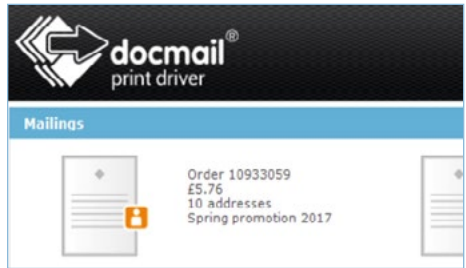 docmail®
print driver
Mailings
Order 10933059
£5.76
10 addresses
Spring promotion 2017